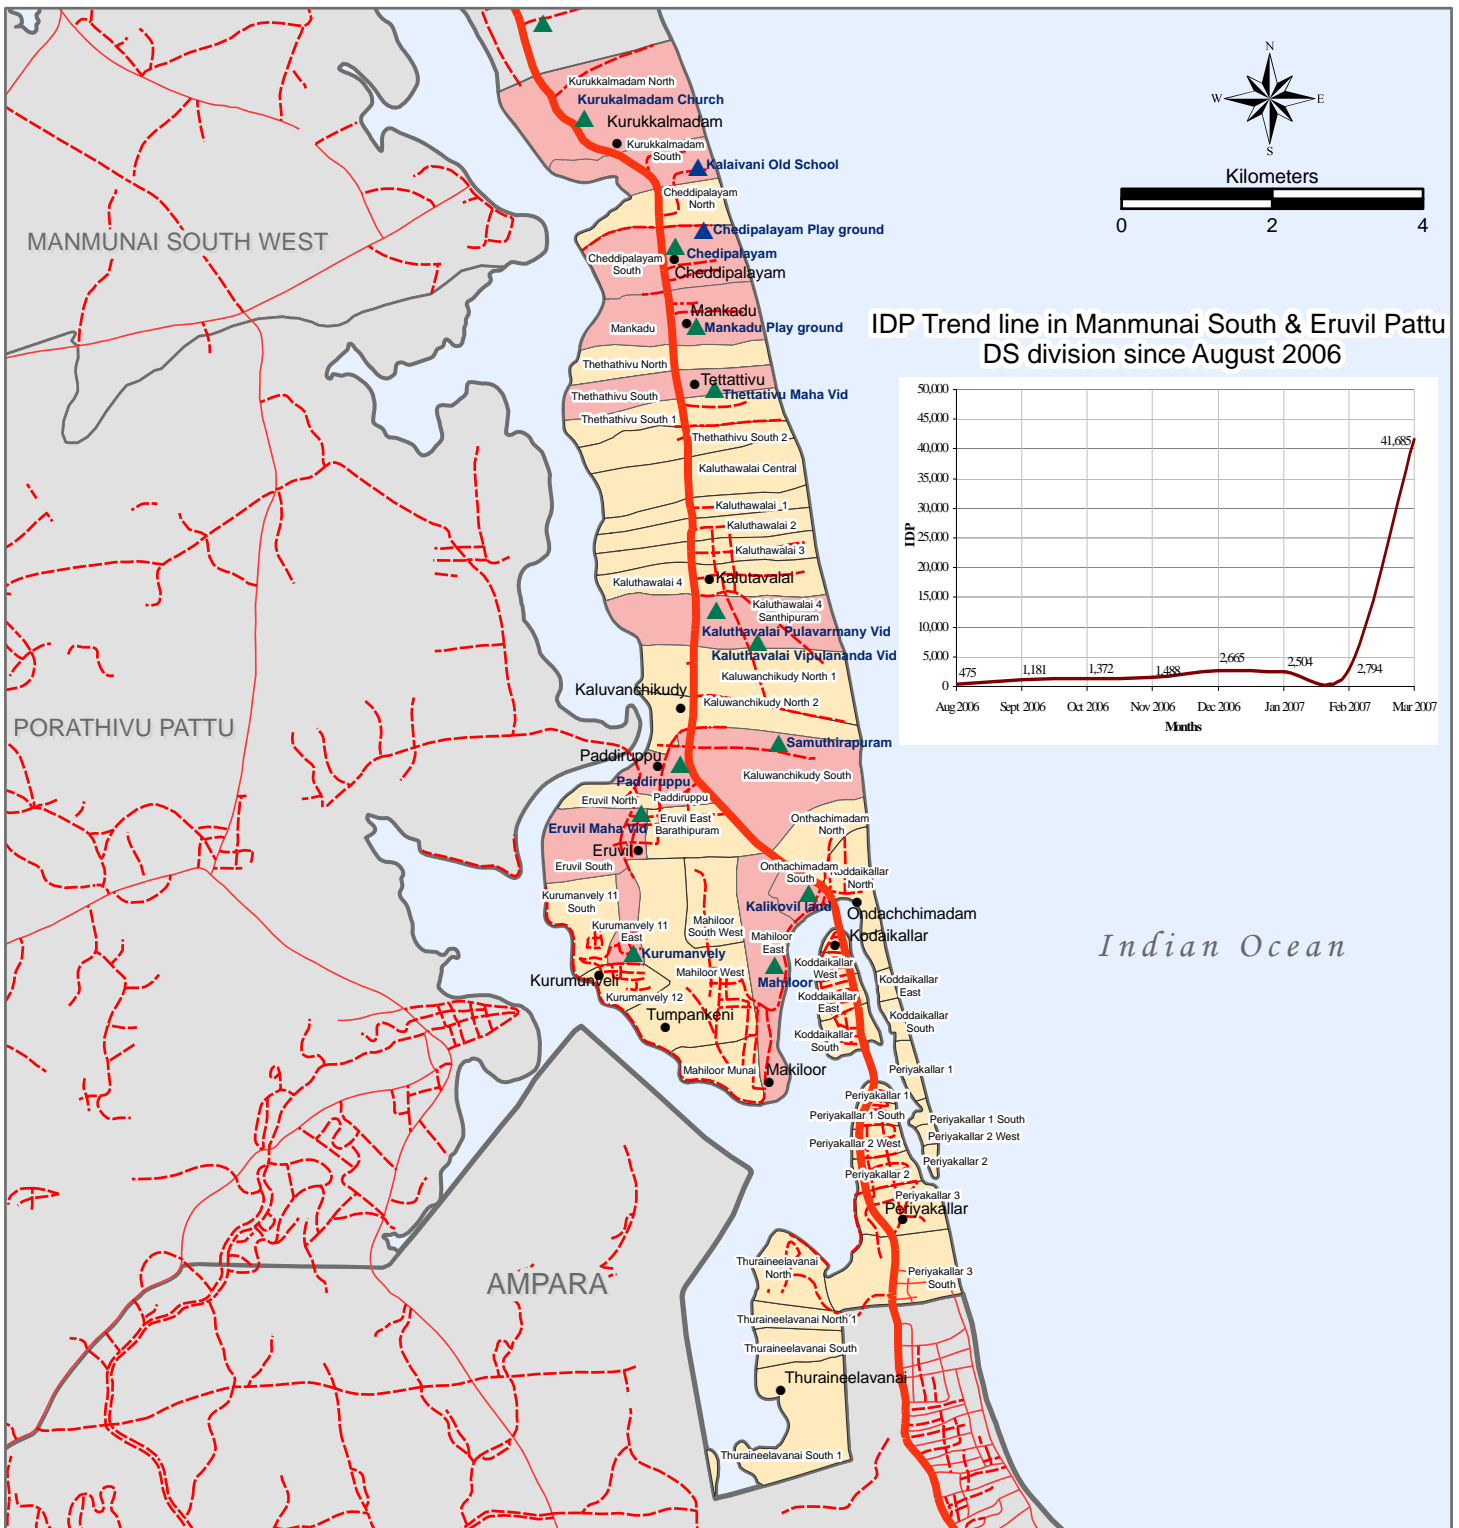 N
W
E
S
Kilometers
0
2
4
Kurukkalmadam North
Kurukalmadam Church
Kurukkalmadam
Kurukkalmadam
South
Kalaivani Old School
Cheddipalayam
North
Chedipalayam Play ground
MANMUNAI SOUTH WEST
Chedipalayam
Cheddipalayam
South
Cheddipalayam
Mankadu
Mankadu
Mankadu Play ground
IDP Trend line in Manmunai South & Eruvil Pattu
DS division since August 2006
Thethathivu North
Tettattivu
Thethathivu South
Thettativu Maha Vid
Thethathivu South 1
Thethathivu South 2
Kaluthawalai Central
Kaluthawalai 1
Kaluthawalai 2
Kaluthawalai 3
Kalutavalai
Kaluthawalai 4
Kaluthawalai 4
Santhipuram
Kaluthavalai Pulavarmany Vid
Kaluthavalai Vipulananda Vid
Kaluwanchikudy North 1
Kaluvanchikudy
Kaluwanchikudy North 2
50,000
45,000
40,000
35,000
30,000
25,000
20,000
15,000
10,000
5,000
0
IDP
475
1,181
1,372
1,488
2,665
2,504
2,794
41,685
Aug 2006
Sept 2006
Oct 2006
Nov 2006
Dec 2006
Jan 2007
Feb 2007
Mar 2007
Months
PORATHIVU PATTU
Samuthirapuram
Paddiruppu
Kaluwanchikudy South
Paddiruppu
Paddiruppu
Eruvil North
Eruvil East
Barathipuram
Onthachimadam
North
Eruvil Maha Vid
Eruvil
Eruvil South
Onthachimadam
South
Koddaikallar
North
Kurumanvely 11
South
Kalikovil land
Ondachchimadam
Mahiloor
South West
Kurumanvely 11
East
Mahiloor
East
Kodaikallar
Indian Ocean
Kurumanvely
Koddaikallar
West
Mahiloor West
Kurumunveli
Mahiloor
Koddaikallar
East
Koddaikallar
East
Kurumanvely 12
Tumpankeni
Koddaikallar
South
Koddaikallar
South
Mahiloor Munai
Makiloor
Periyakallar 1
Periyakallar 1
Periyakallar 1 South
Periyakallar 1 South
Periyakallar 2 West
Periyakallar 2 West
Periyakallar 2
Periyakallar 2
Periyakallar 3
Periyakallar
Thuraineelavanai
North
Periyakallar 3
South
AMPARA
Thuraineelavanai North 1
Thuraineelavanai South
Thuraineelavanai
Thuraineelavanai South 1